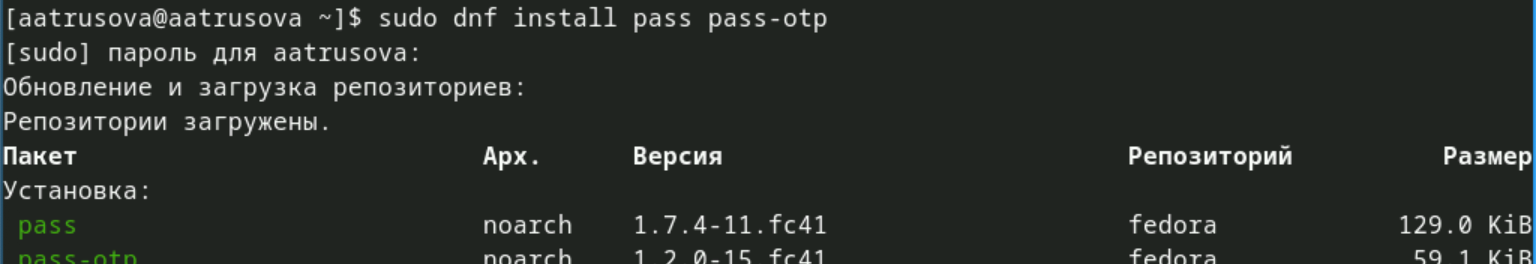 [aatrusova@aatrusova ~]$ sudo dnf install pass pass-otp
[sudo] пароль для aatrusova:
Обновление и загрузка репозиториев:
Репозитории загружены.
Пакет Арх. Версия Репозиторий Размер
Установка:
pass noarch 1.7.4-11.fc41 fedora 129.0 KiB
pass-otp noarch 1.2.0-15.fc41 fedora 59.1 KiB